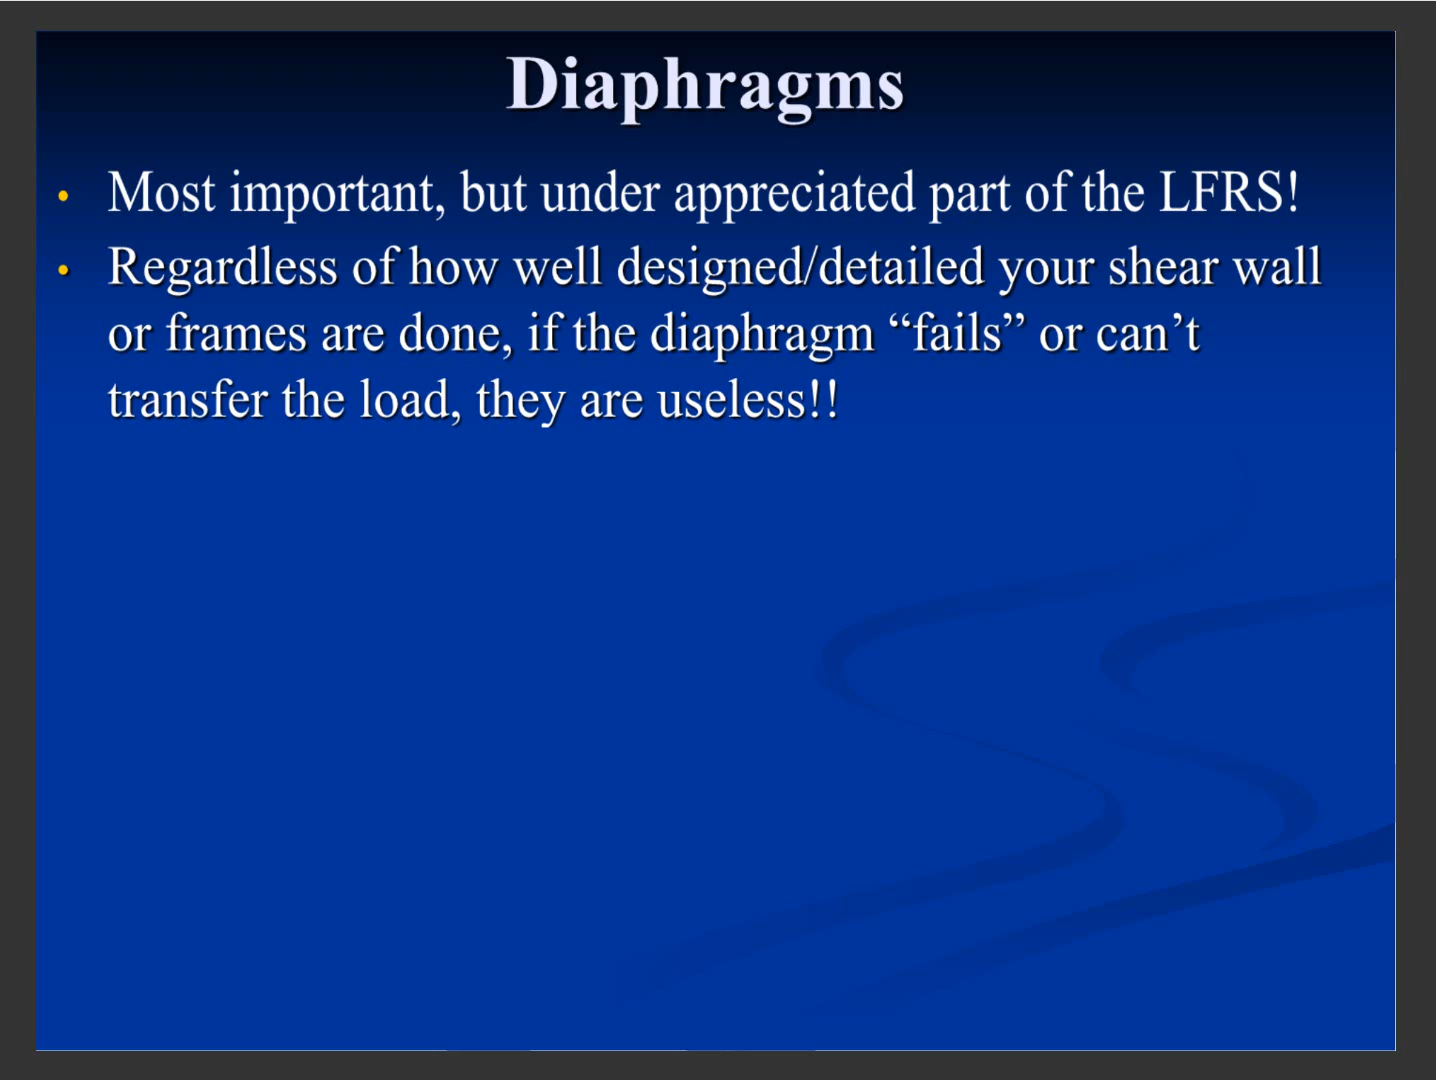 Diaphragms
• Most important, but under appreciated part of the LFRS!
• Regardless of how well designed/detailed your shear wall
or frames are done, if the diaphragm “fails” or can’t
transfer the load, they are useless!!